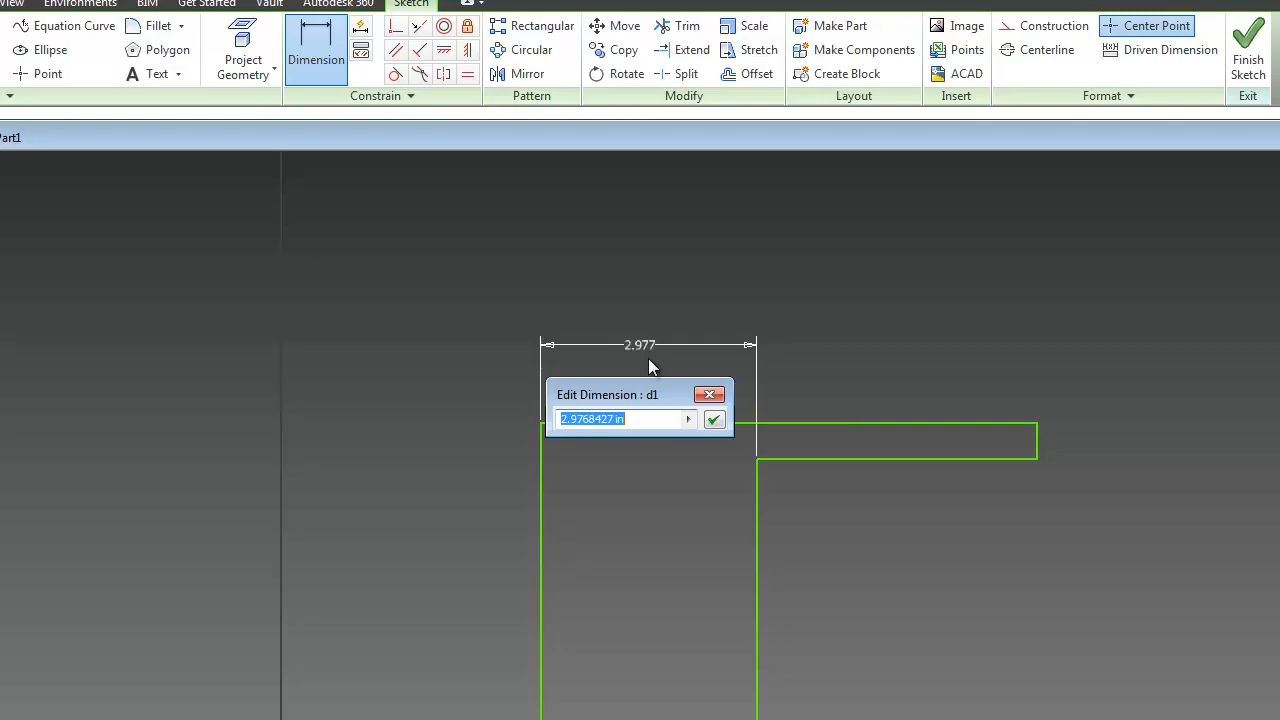 View Environments BIM Get Started Vault Autodesk 360 Sketch
Equation Curve Fillet Rectangular Move Trim Scale Make Part Image Construction Center Point
Ellipse Polygon Project Geometry Dimension Circular Copy Extend Stretch Make Components Points Centerline Driven Dimension Finish Sketch
Point Text Mirror Rotate Split Offset Create Block ACAD
Constrain Pattern Modify Layout Insert Format Exit
Part1
2.977
Edit Dimension : d1
2.9768427 in